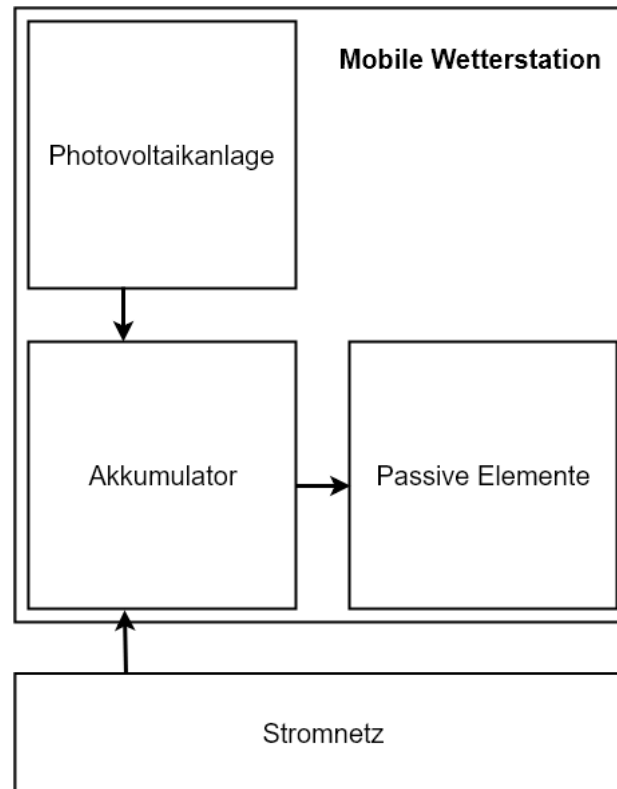 Mobile Wetterstation
Photovoltaikanlage
Akkumulator
Passive Elemente
Stromnetz